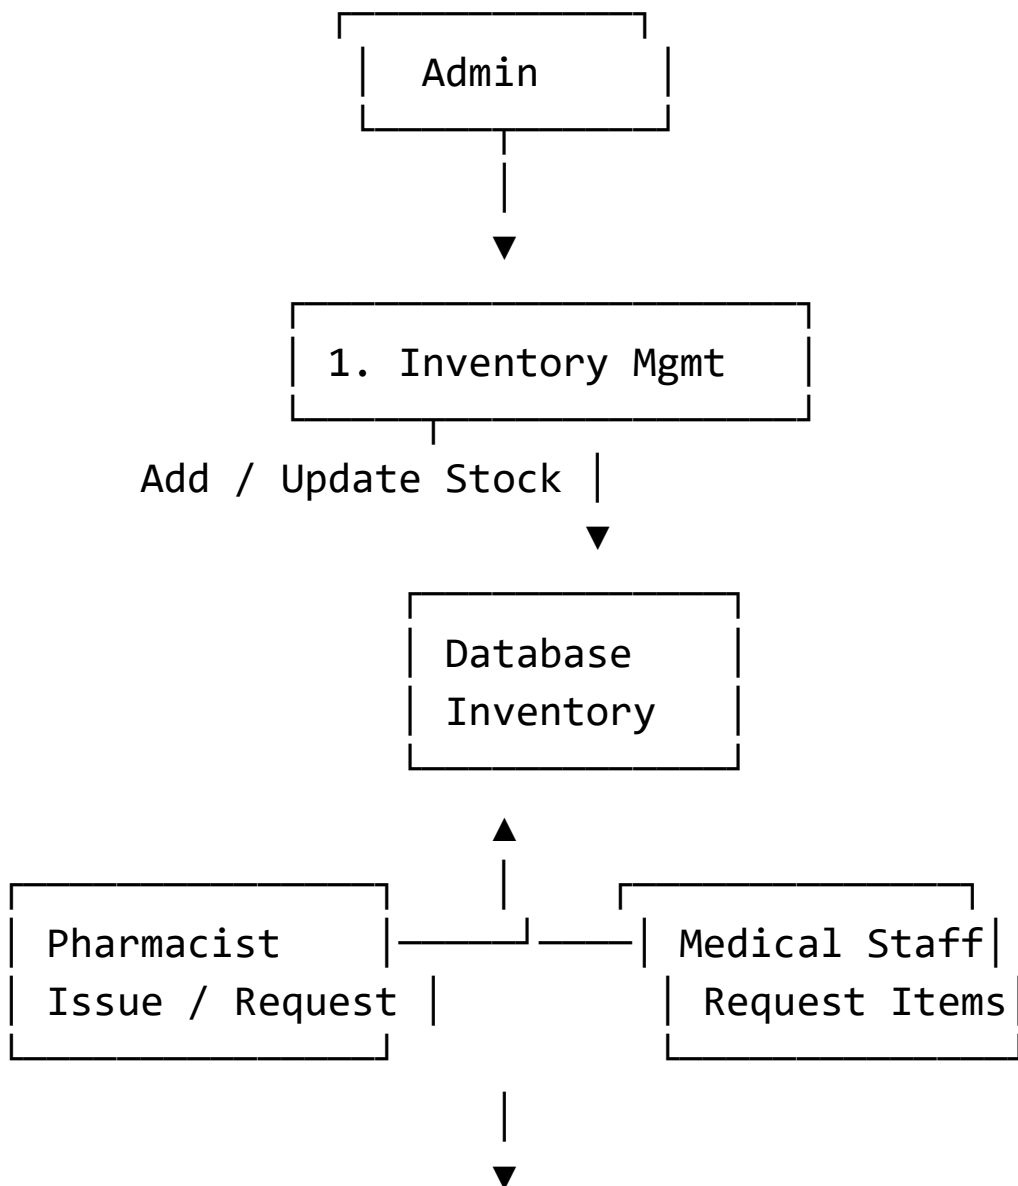 Admin
1. Inventory Mgmt
Add / Update Stock
Database
Inventory
Pharmacist
Issue / Request
Medical Staff
Request Items